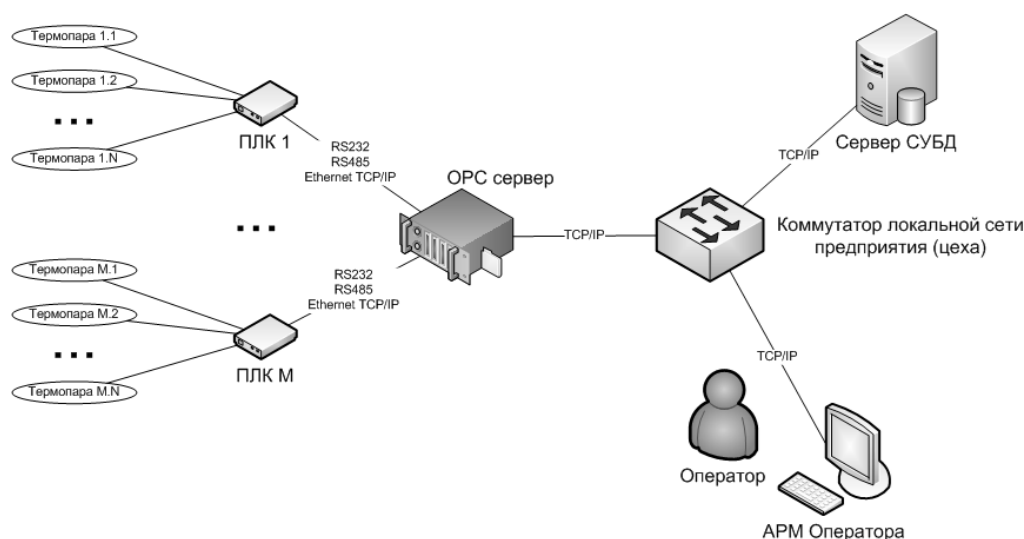 Термопара 1.1
Термопара 1.2
...
Термопара 1.N
ПЛК 1
RS232
RS485
Ethernet TCP/IP
...
Термопара M.1
Термопара M.2
...
Термопара M.N
ПЛК М
RS232
RS485
Ethernet TCP/IP
OPC сервер
TCP/IP
Коммутатор локальной сети
предприятия (цеха)
TCP/IP
Сервер СУБД
TCP/IP
Оператор
АРМ Оператора